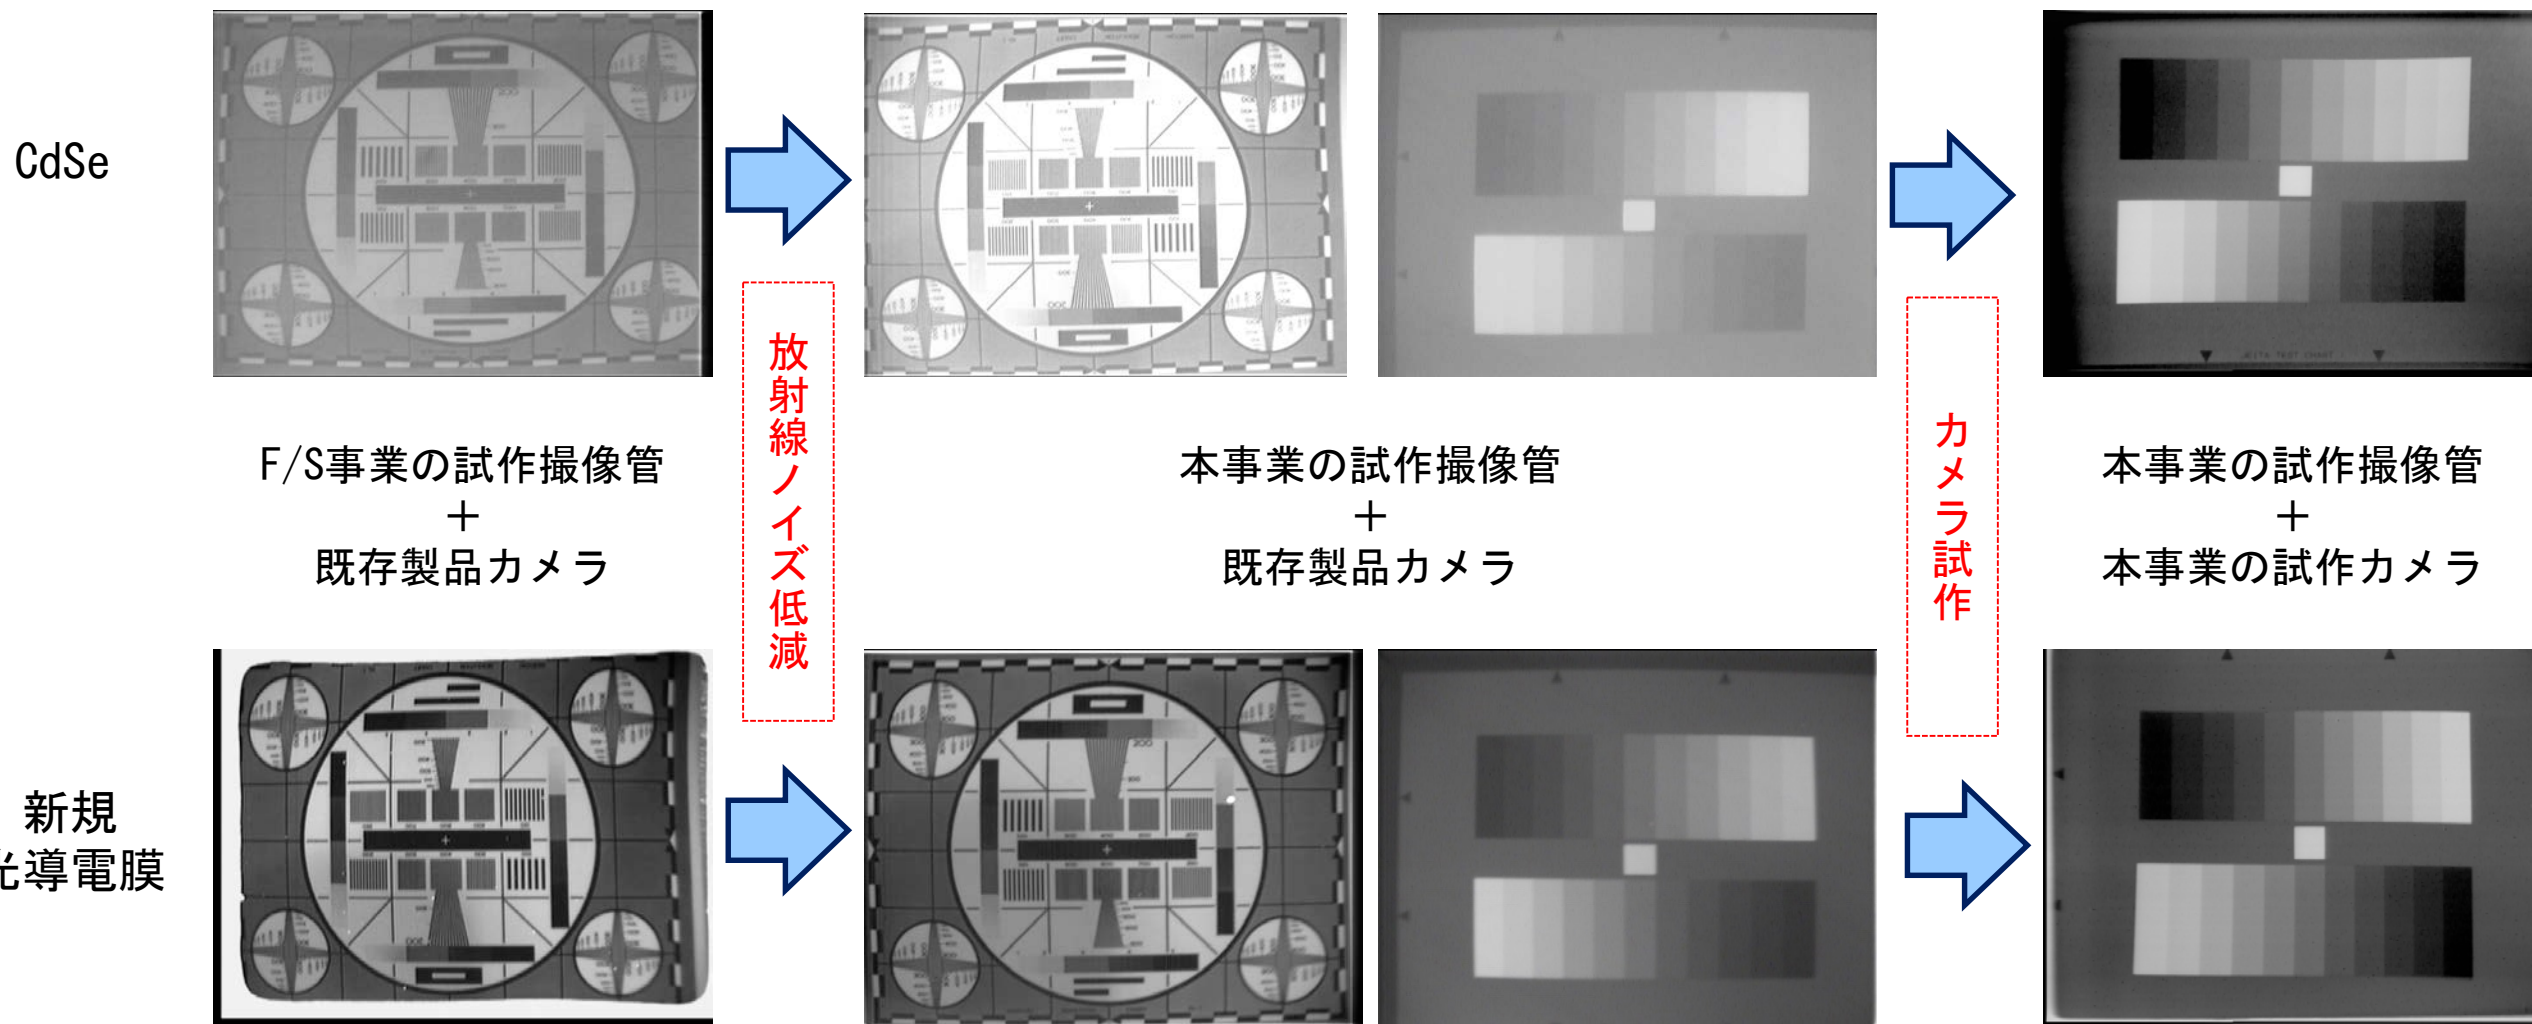 CdSe
F/S事業の試作撮像管
+
既存製品カメラ
放射線ノイズ低減
本事業の試作撮像管
+
既存製品カメラ
カメラ試作
本事業の試作撮像管
+
本事業の試作カメラ
新規
光導電膜